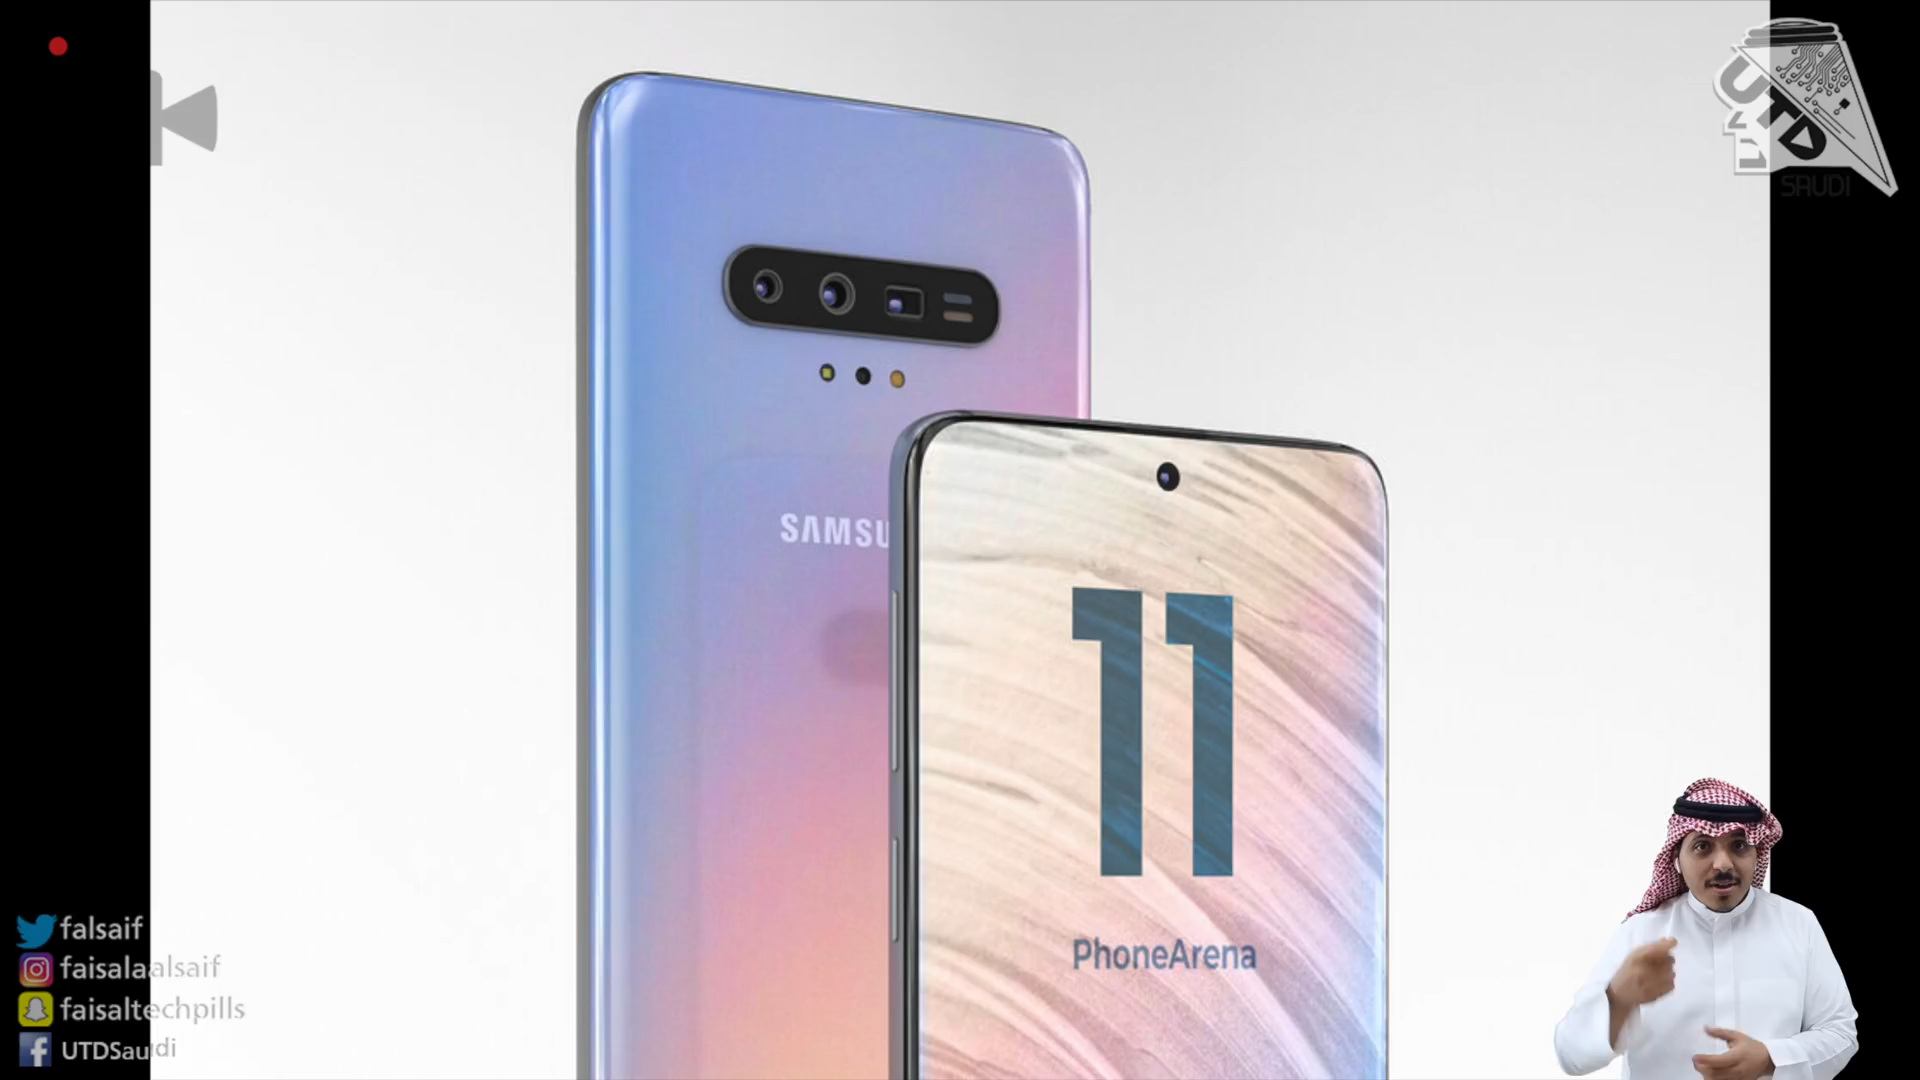 UTD
SAUDI
SAMSU
11
PhoneArena
falsaif
faisalaalsaif
faisaltechpills
UTDSaudi